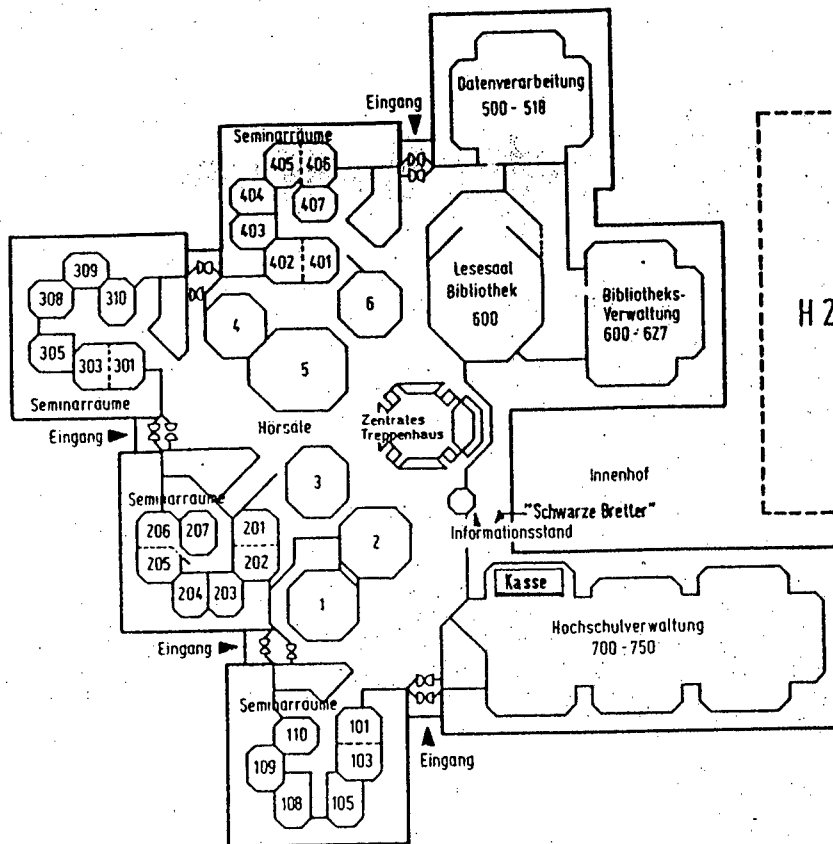 Datenverarbeitung
500 - 518
Eingang
Seminarräume
405 406
404
407
403
402 401
309
308
310
305
303 301
Seminarräume
Eingang
4
6
5
Hörsäle
Lesesaal
Bibliothek
600
Bibliotheks-
Verwaltung
600 - 627
H 2
Zentrales
Treppenhaus
Innenhof
"Schwarze Bretter"
Informationsstand
3
2
1
Seminarräume
206 207 201
205 202
204 203
Eingang
Kasse
Hochschulverwaltung
700 - 750
Seminarräume
110
101
109
103
108
105
Eingang